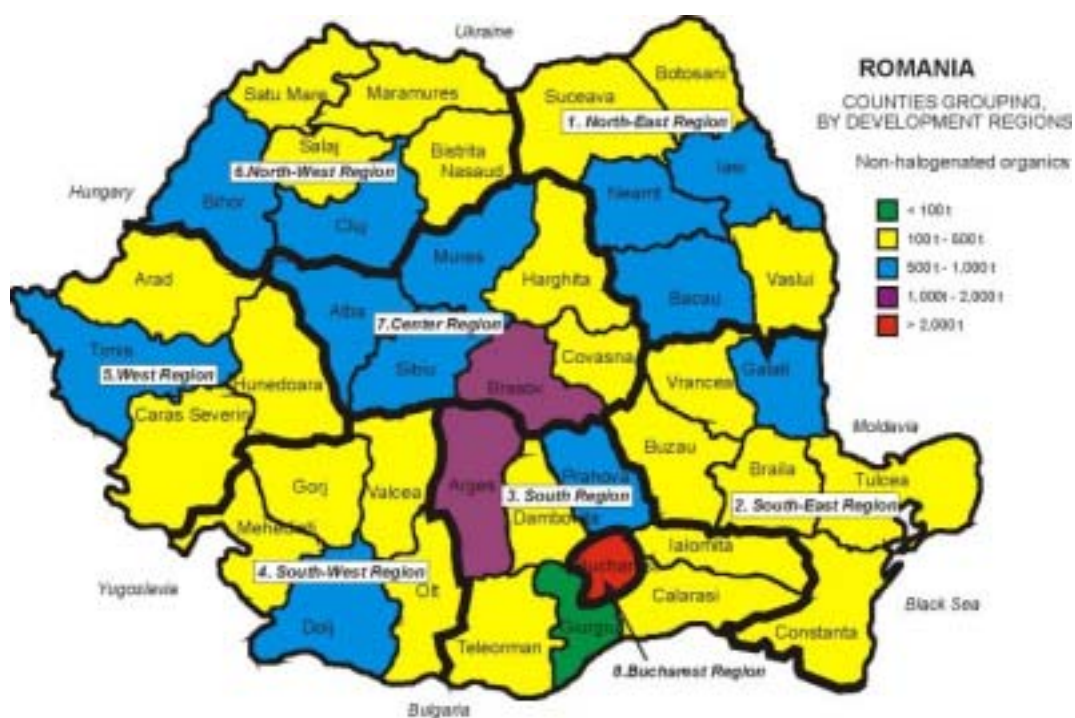 Ukraine
ROMANIA
COUNTIES GROUPING,
BY DEVELOPMENT REGIONS
Non-halogenated organics
< 100 t
100 t - 500 t
500 t - 1,000 t
1,000t - 2,000 t
> 2,000 t
Botosani
Satu Mare
Maramures
Suceava
1. North-East Region
Salaj
6.North-West Region
Bistrita
Nasaud
Iasi
Hungary
Bihor
Cluj
Neamt
Mures
Harghita
Vaslui
Arad
Bacau
Alba
7.Center Region
Timis
5.West Region
Sibiu
Covasna
Brasov
Hunedoara
Vrancea
Galati
Caras Severin
Moldavia
Buzau
Braila
Tulcea
Gorj
Valcea
Arges
Prahova
3. South Region
2. South-East Region
Mehedinti
Ialomita
4. South-West Region
Olt
Calarasi
Yugoslavia
Black Sea
Dolj
Giurgiu
Teleorman
Constanta
8.Bucharest Region
Bulgaria